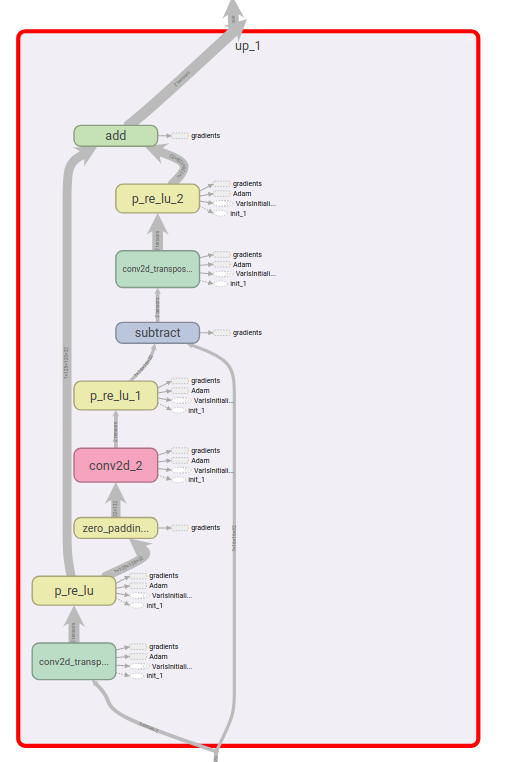 up_1
add
gradients
p_re_lu_2
gradients
Adam
VarIsInitiali...
init_1
conv2d_transpos...
gradients
Adam
VarIsInitiali...
init_1
subtract
gradients
p_re_lu_1
gradients
Adam
VarIsInitiali...
init_1
conv2d_2
gradients
Adam
VarIsInitiali...
init_1
zero_paddin...
gradients
p_re_lu
gradients
Adam
VarIsInitiali...
init_1
conv2d_transp...
gradients
Adam
VarIsInitiali...
init_1